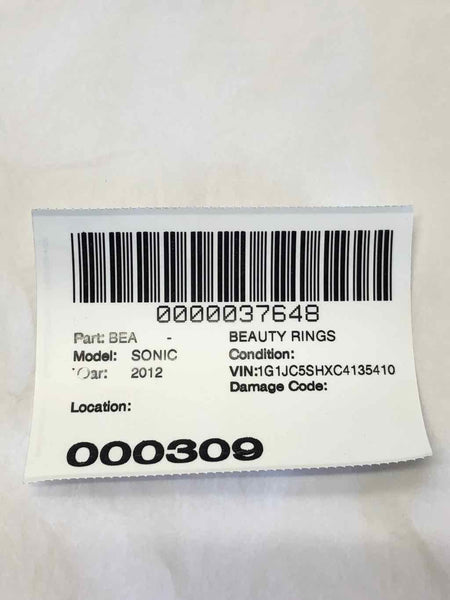 0000037648
Part: BEA - BEAUTY RINGS
Model: SONIC Condition:
2012 VIN:1G1JC5SHXC4135410
Damage Code:
Location:
000309